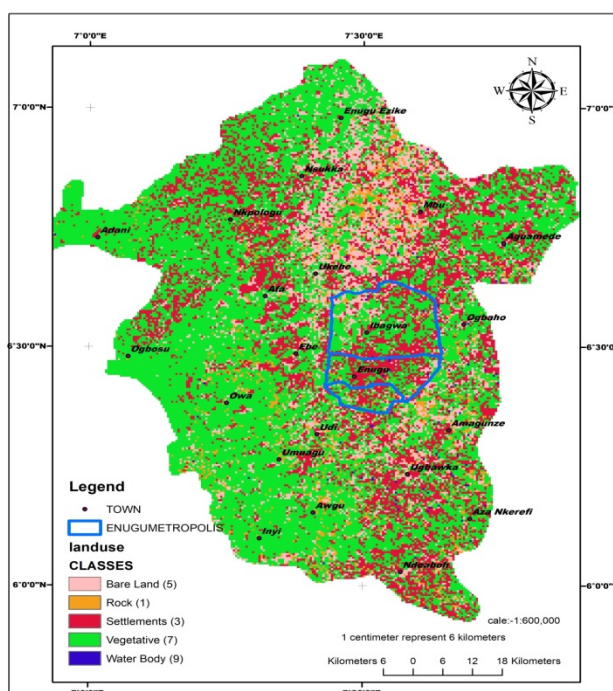 7°0'0"E 7°30'0"E
N
W E
S
7°0'0"N 7°0'0"N
Enugu Ezike
Nsukka
Nkpologu
Mbu
Adani
Aguamede
Ukehe
Afa
Ogbaho
Ibagwa
6°30'0"N 6°30'0"N
Ogbosu
Ebe
Enugu
Owa
Udi
Amagunze
Umuagu
Ugbawka
Legend
TOWN
Awgu
Aza Nkerefi
ENUGUMETROPOLIS
Inyi
landuse
CLASSES
Ndeaboh
6°0'0"N 6°0'0"N
Bare Land (5)
Rock (1)
Settlements (3)
cale:-1:600,000
Vegetative (7)
1 centimeter represent 6 kilometers
Water Body (9)
Kilometers 6 0 6 12 18 Kilometers